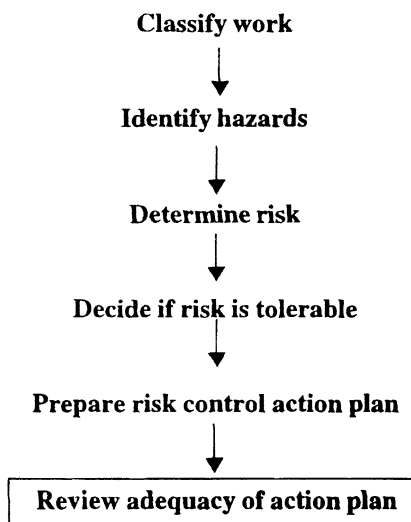 Classify work
Identify hazards
Determine risk
Decide if risk is tolerable
Prepare risk control action plan
Review adequacy of action plan